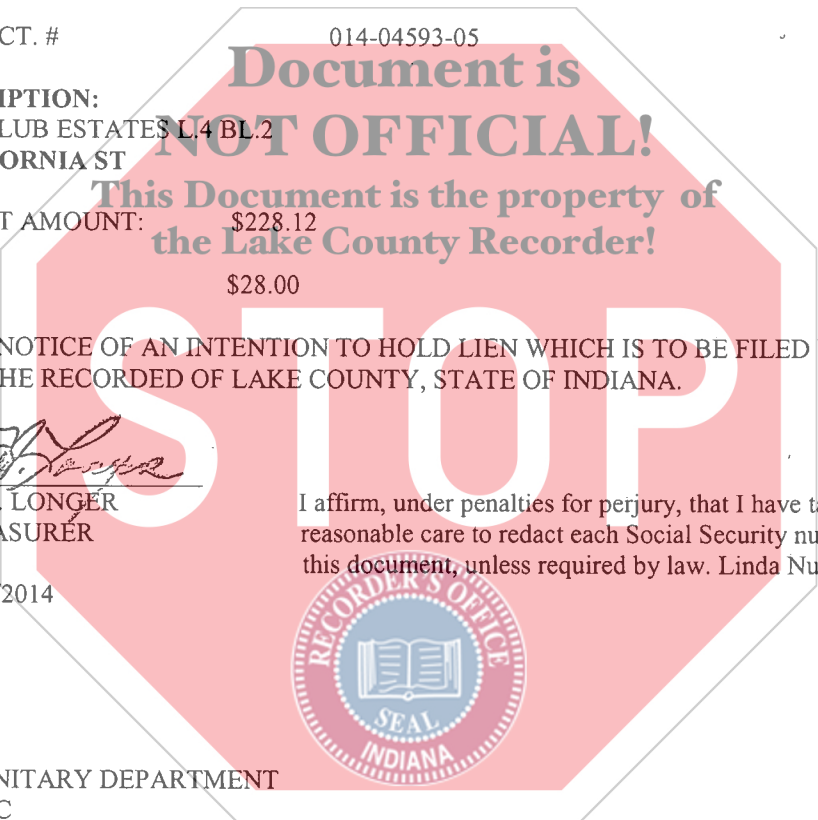 CT. # 014-04593-05
Document is
IPTION:
LUB ESTATES L.4 BL.2
NOT OFFICIAL!
ORNIA ST
This Document is the property of
T AMOUNT: $228.12
the Lake County Recorder!
$28.00
STOP
NOTICE OF AN INTENTION TO HOLD LIEN WHICH IS TO BE FILED
HE RECORDED OF LAKE COUNTY, STATE OF INDIANA.
LONGER
ASURER
I affirm, under penalties for perjury, that I have ta
reasonable care to redact each Social Security nu
this document, unless required by law. Linda Nu
/2014
RECORDER'S OFFICE
SEAL
INDIANA
NITARY DEPARTMENT
C